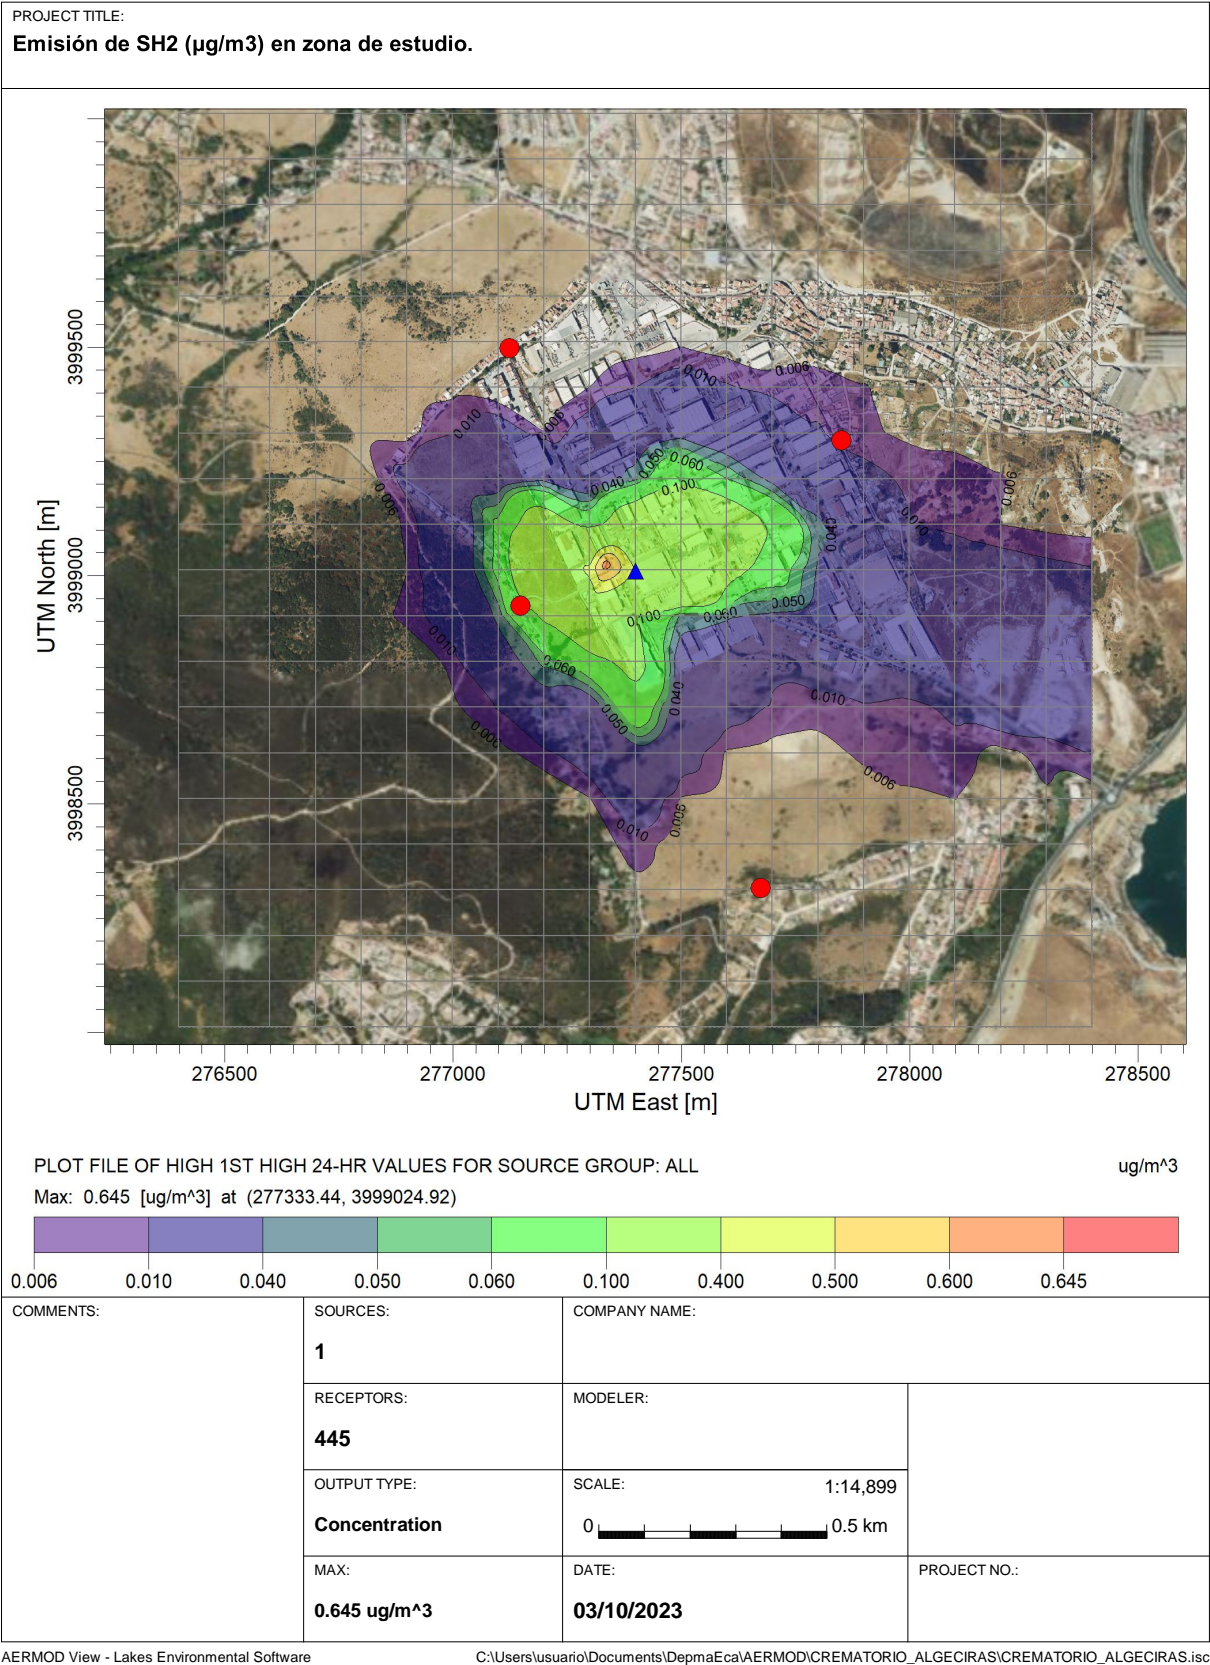 PROJECT TITLE:
Emisión de SH2 (µg/m3) en zona de estudio.
UTM North [m]
3999500
3999000
3998500
0.006
0.010
0.010
0.006
0.050
0.060
0.040
0.100
0.006
0.006
0.010
0.040
0.050
0.060
0.100
0.010
0.060
0.040
0.010
0.050
0.006
0.006
0.006
0.010
276500 277000 277500 278000 278500
UTM East [m]
PLOT FILE OF HIGH 1ST HIGH 24-HR VALUES FOR SOURCE GROUP: ALL ug/m^3
Max: 0.645 [ug/m^3] at (277333.44, 3999024.92)
0.006 0.010 0.040 0.050 0.060 0.100 0.400 0.500 0.600 0.645
COMMENTS:
SOURCES:
1
COMPANY NAME:
RECEPTORS:
445
MODELER:
OUTPUT TYPE:
Concentration
SCALE: 1:14,899
0 0.5 km
MAX:
0.645 ug/m^3
DATE:
03/10/2023
PROJECT NO.:
AERMOD View - Lakes Environmental Software C:\Users\usuario\Documents\DepmaEca\AERMOD\CREMATORIO_ALGECIRAS\CREMATORIO_ALGECIRAS.isc